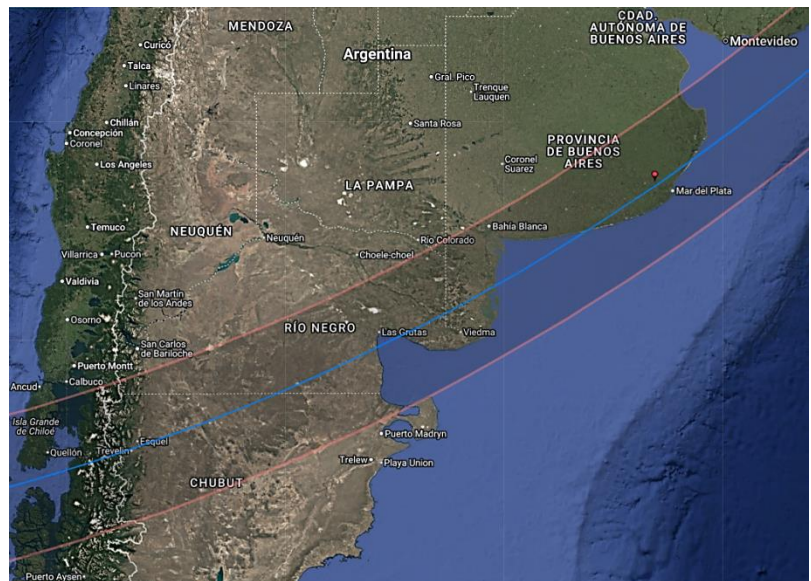 MENDOZA
CDAD.
AUTÓNOMA DE
BUENOS AIRES
Montevideo
Curicó
Argentina
Talca
Linares
Gral. Pico
Trenque
Lauquen
Chillán
Santa Rosa
Concepción
Coronel
PROVINCIA
DE BUENOS
AIRES
Los Angeles
Coronel
Suarez
LA PAMPA
Mar del Plata
Temuco
NEUQUÉN
Neuquén
Río Colorado
Bahía Blanca
Villarrica
Pucon
Choele-choel
Valdivia
San Martín
de los Andes
Osorno
RÍO NEGRO
Las Grutas
Viedma
San Carlos
de Bariloche
Puerto Montt
Ancud
Calbuco
Isla Grande
de Chiloé
Esquel
Puerto Madryn
Quellón
Trevelin
Trelew
Playa Union
CHUBUT
Puerto Aysen